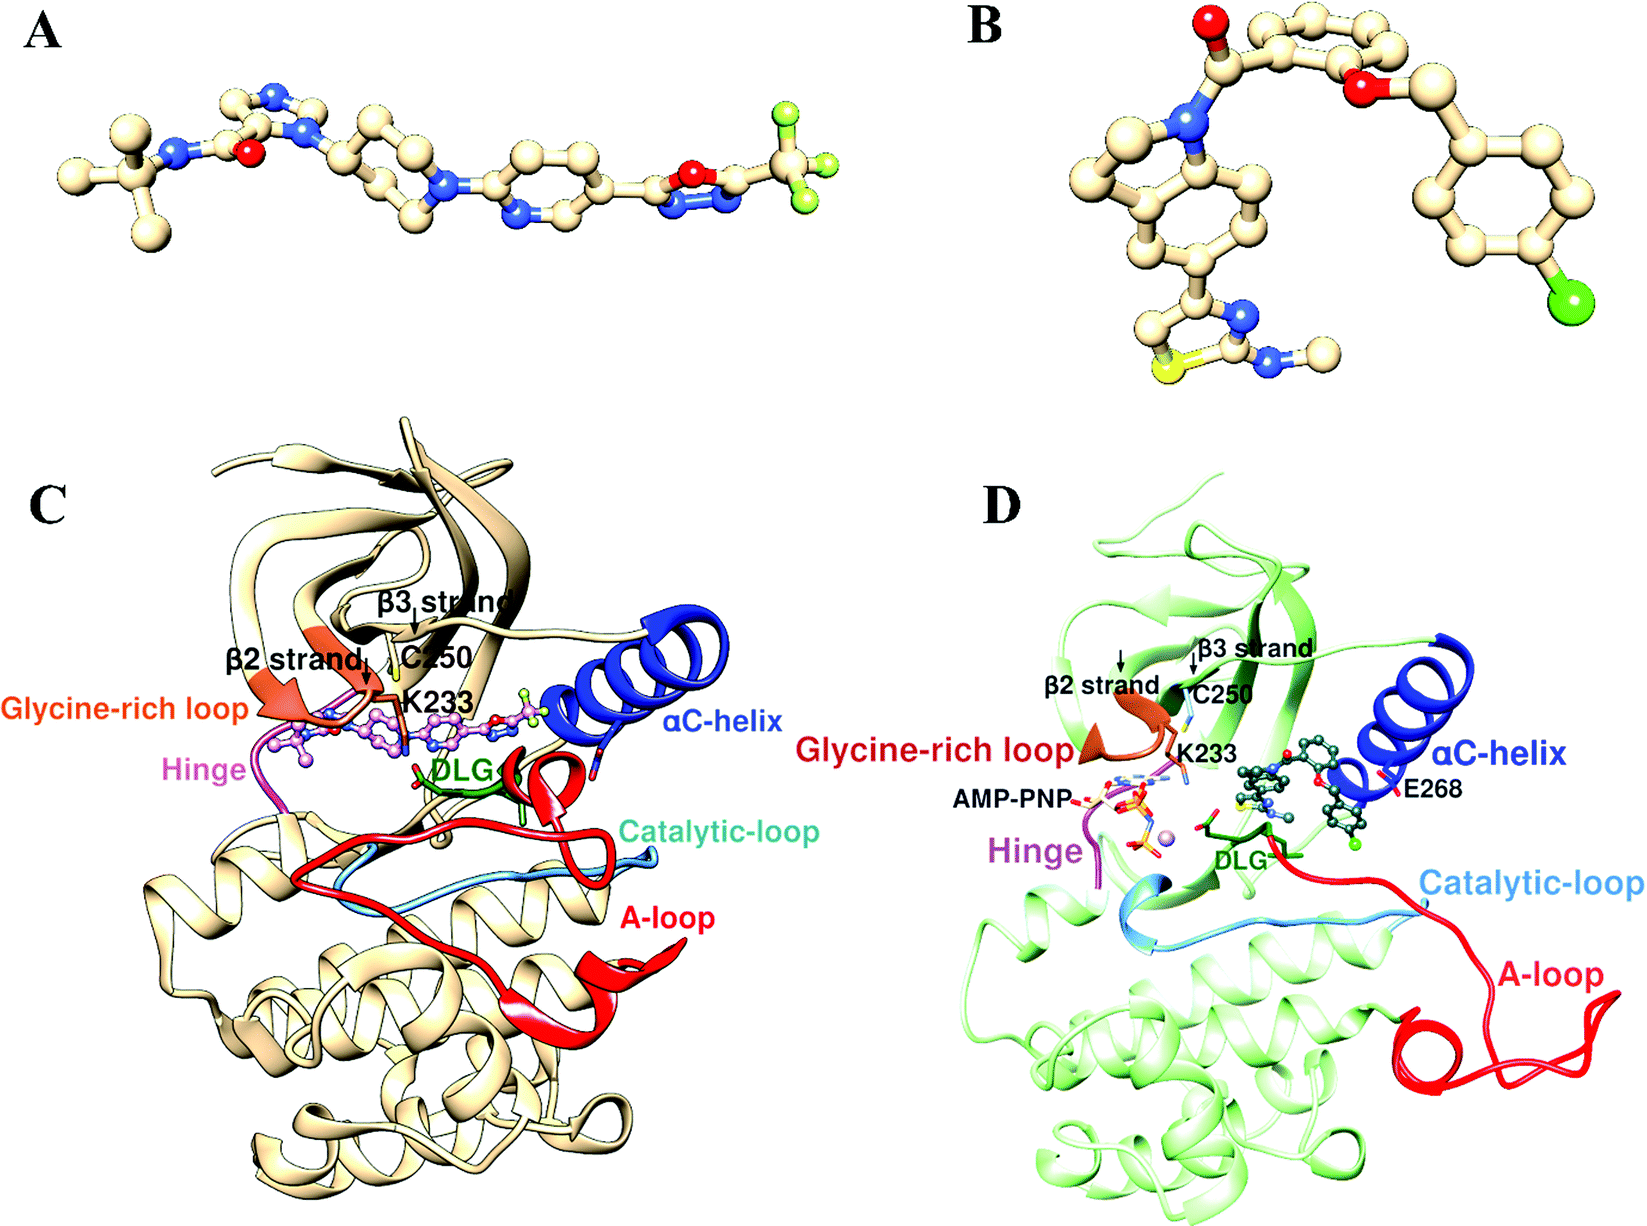 A
B
C
β3 strand
β2 strand
C250
K233
Glycine-rich loop
αC-helix
Hinge
DLG
Catalytic-loop
A-loop
D
β3 strand
β2 strand
C250
Glycine-rich loop
K233
αC-helix
E268
AMP-PNP
Hinge
DLG
Catalytic-loop
A-loop